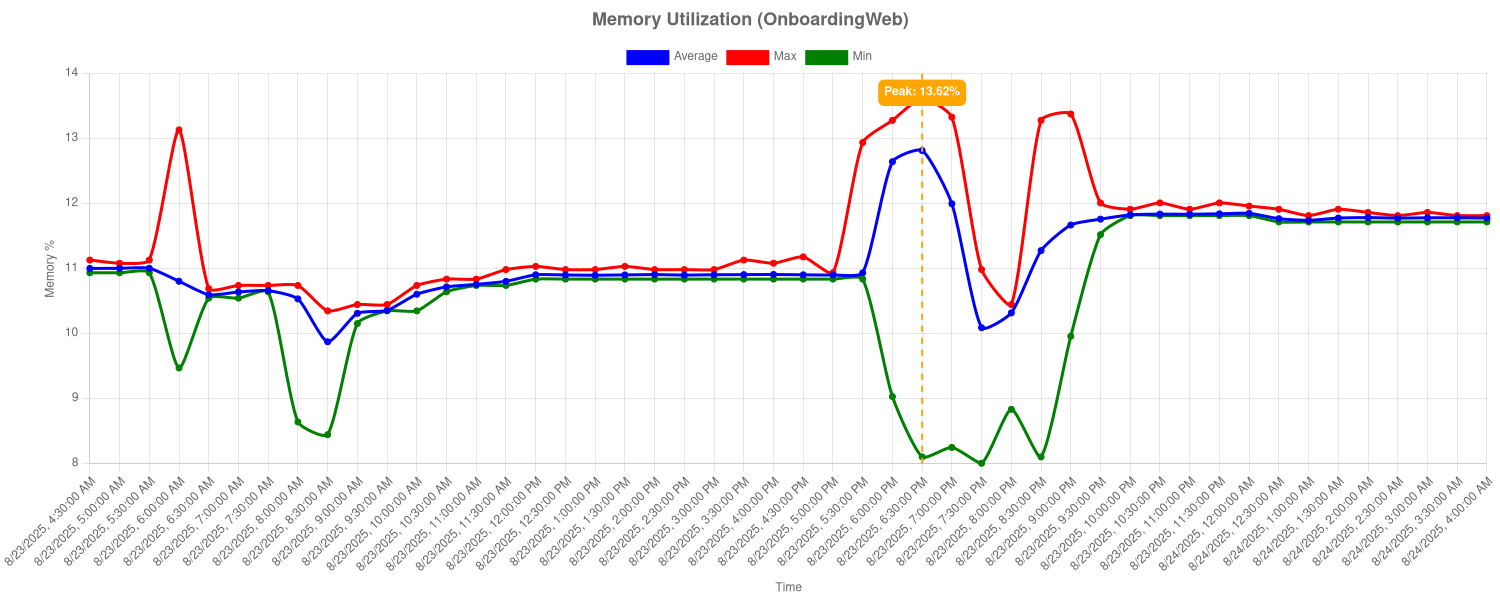 Memory Utilization (OnboardingWeb)
Average Max Min
Peak: 13.62%
14
13
12
11
10
9
8
Memory %
8/23/2025, 4:30:00 AM
8/23/2025, 5:00:00 AM
8/23/2025, 5:30:00 AM
8/23/2025, 6:00:00 AM
8/23/2025, 6:30:00 AM
8/23/2025, 7:00:00 AM
8/23/2025, 7:30:00 AM
8/23/2025, 8:00:00 AM
8/23/2025, 8:30:00 AM
8/23/2025, 9:00:00 AM
8/23/2025, 9:30:00 AM
8/23/2025, 10:00:00 AM
8/23/2025, 10:30:00 AM
8/23/2025, 11:00:00 AM
8/23/2025, 11:30:00 AM
8/23/2025, 12:00:00 PM
8/23/2025, 12:30:00 PM
8/23/2025, 1:00:00 PM
8/23/2025, 1:30:00 PM
8/23/2025, 2:00:00 PM
8/23/2025, 2:30:00 PM
8/23/2025, 3:00:00 PM
8/23/2025, 3:30:00 PM
8/23/2025, 4:00:00 PM
8/23/2025, 4:30:00 PM
8/23/2025, 5:00:00 PM
8/23/2025, 5:30:00 PM
8/23/2025, 6:00:00 PM
8/23/2025, 6:30:00 PM
8/23/2025, 7:00:00 PM
8/23/2025, 7:30:00 PM
8/23/2025, 8:00:00 PM
8/23/2025, 8:30:00 PM
8/23/2025, 9:00:00 PM
8/23/2025, 9:30:00 PM
8/23/2025, 10:00:00 PM
8/23/2025, 10:30:00 PM
8/23/2025, 11:00:00 PM
8/23/2025, 11:30:00 PM
8/24/2025, 12:00:00 AM
8/24/2025, 12:30:00 AM
8/24/2025, 1:00:00 AM
8/24/2025, 1:30:00 AM
8/24/2025, 2:00:00 AM
8/24/2025, 2:30:00 AM
8/24/2025, 3:00:00 AM
8/24/2025, 3:30:00 AM
8/24/2025, 4:00:00 AM
Time